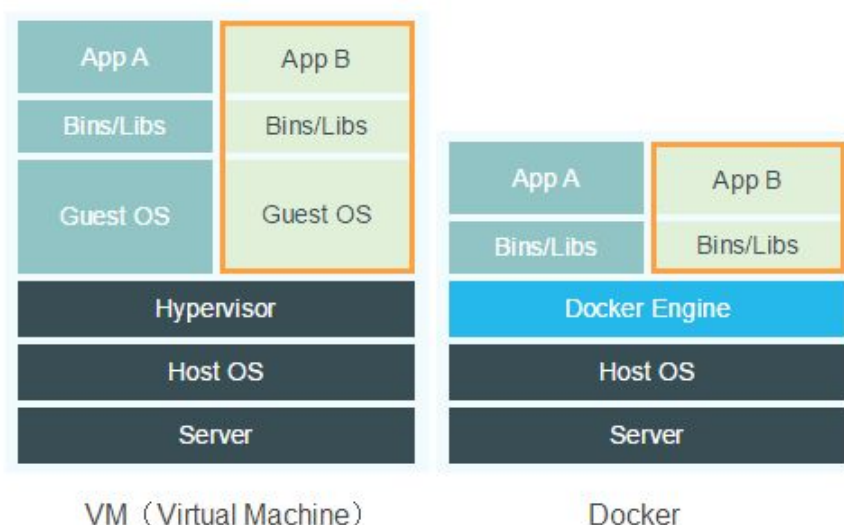 App A
App B
Bins/Libs
Bins/Libs
Guest OS
Guest OS
Hypervisor
Host OS
Server
VM（Virtual Machine）
App A
App B
Bins/Libs
Bins/Libs
Docker Engine
Host OS
Server
Docker